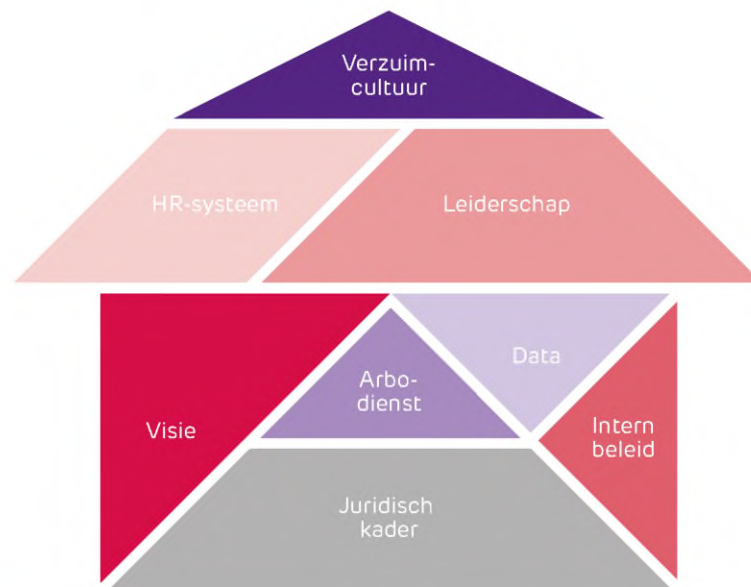 Verzuim-
cultuur
HR-systeem
Leiderschap
Data
Arbo-
dienst
Visie
Intern
beleid
Juridisch
kader